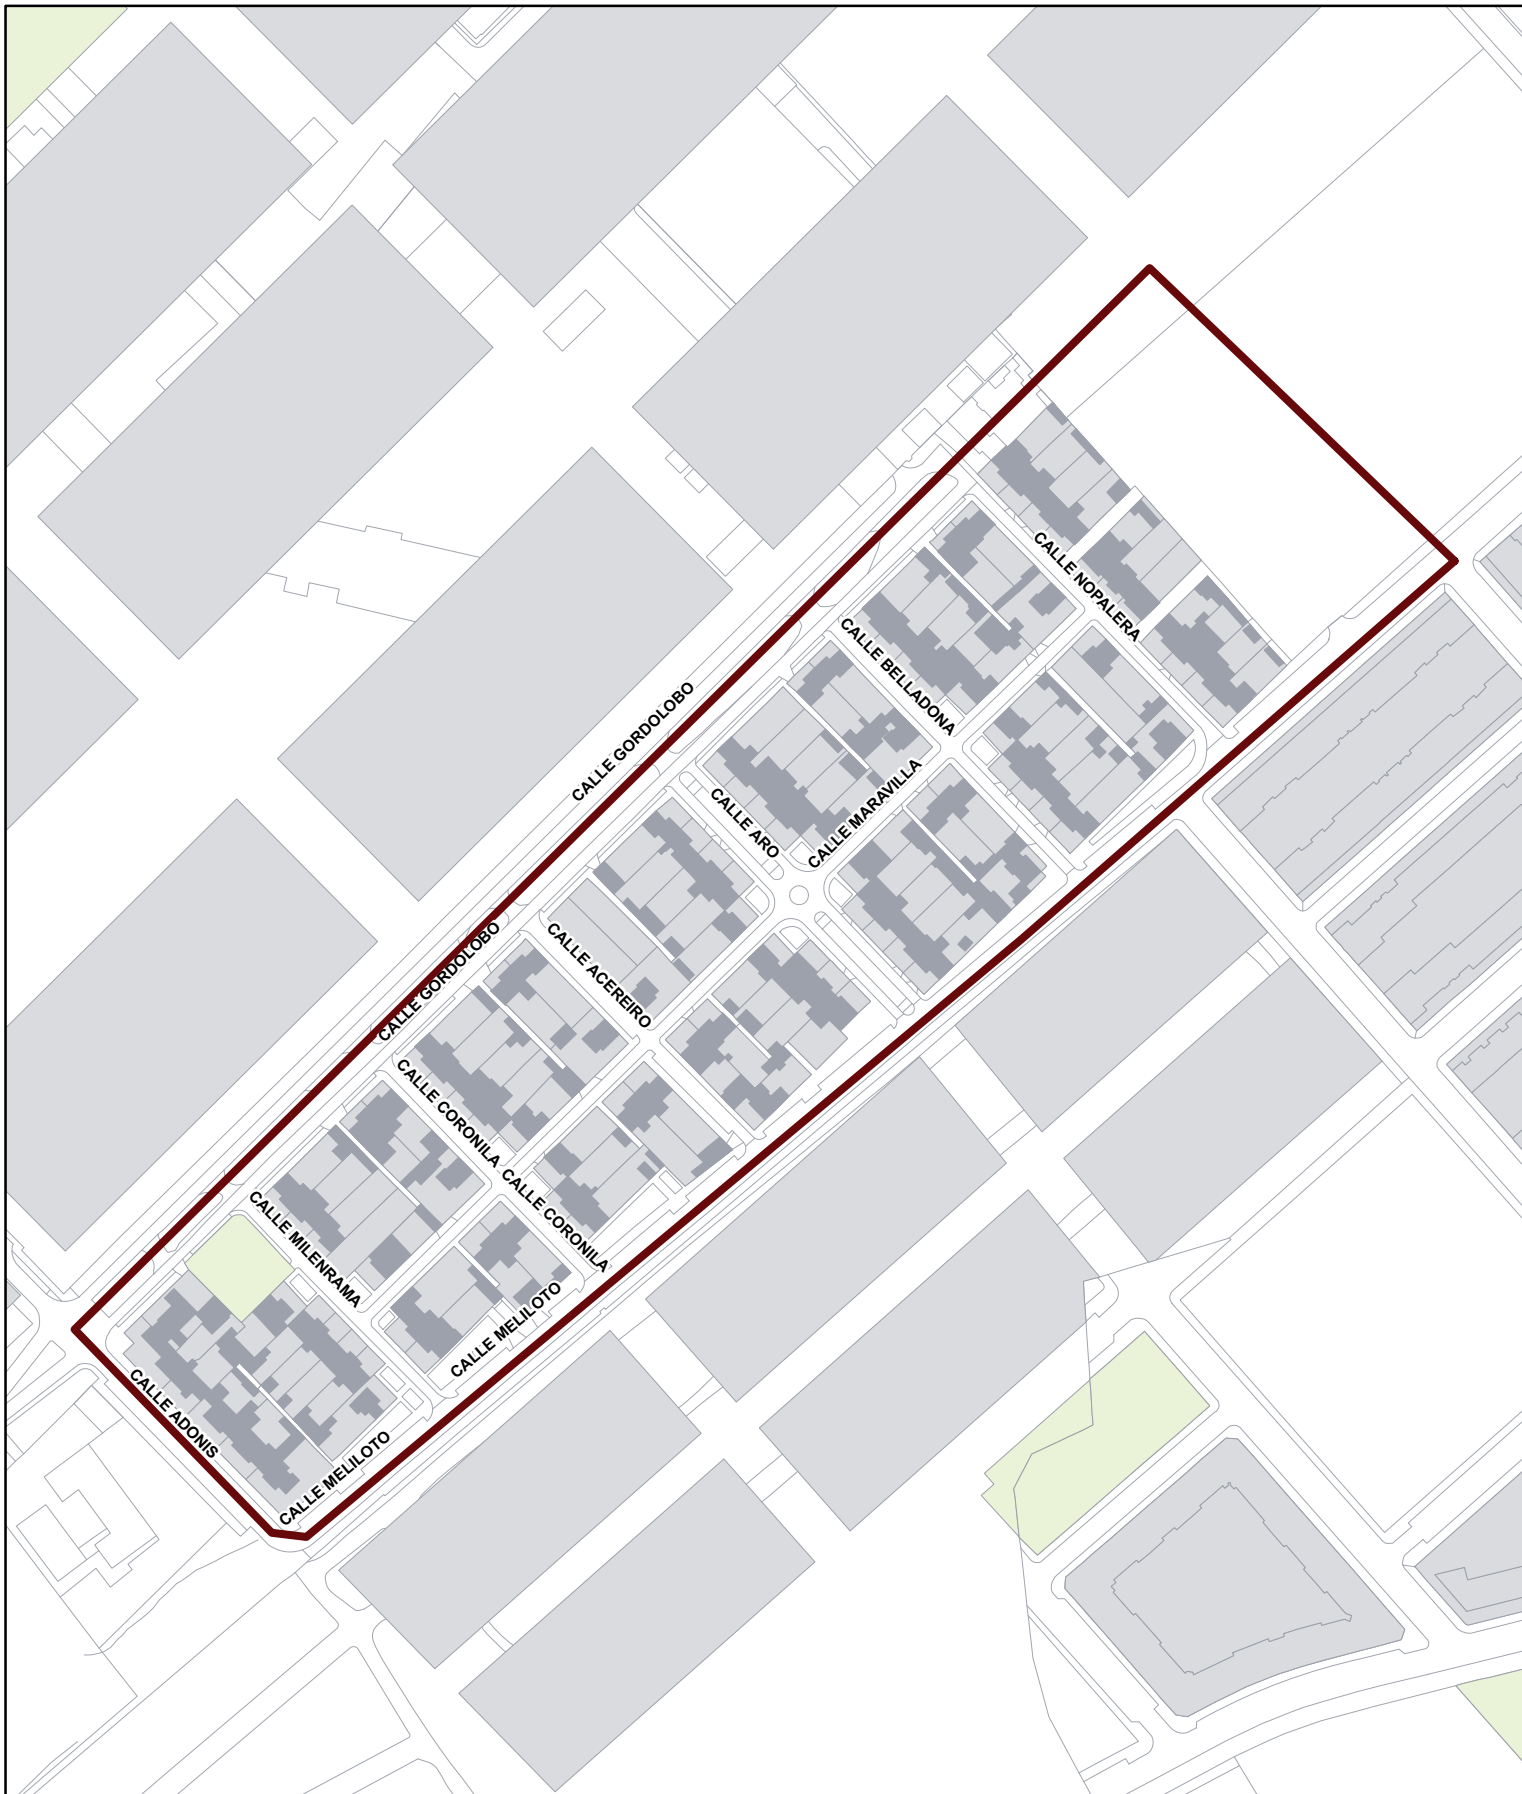 CALLE NOPALERA
CALLE BELLADONA
CALLE GORDOLOBO
CALLE MARAVILLA
CALLE ARO
CALLE GORDOLOBO
CALLE ACEREIRO
CALLE CORONILA
CALLE CORONILA
CALLE MILENRAMA
CALLE MELILOTO
CALLE ADONIS
CALLE MELILOTO